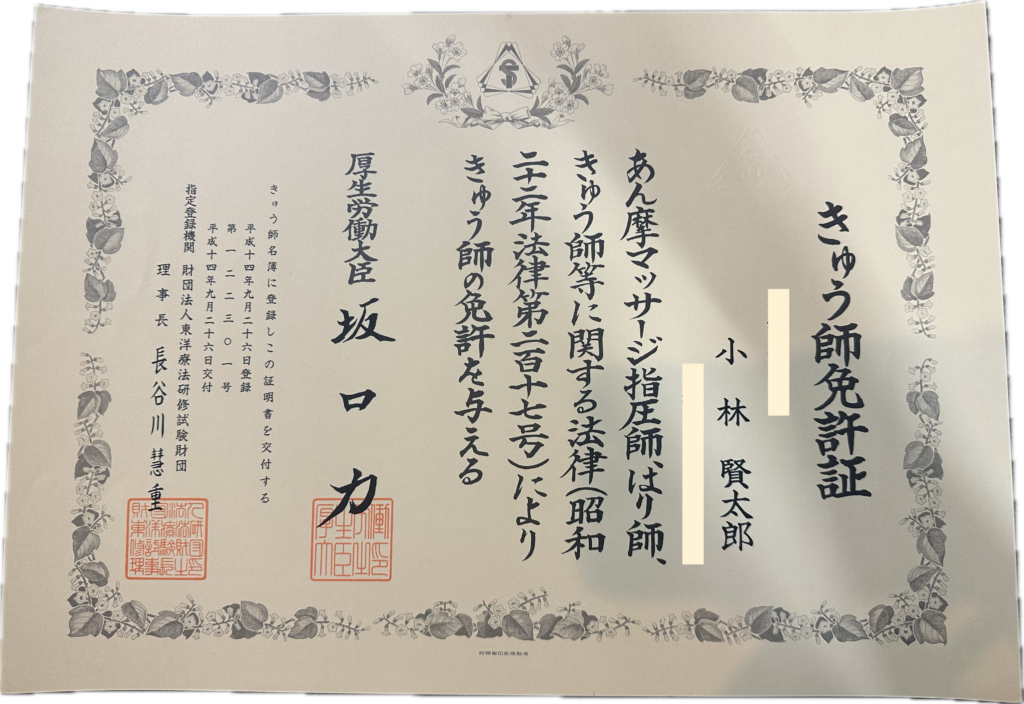 きゅう師免許証
小林 賢太郎
あん摩マッサージ指圧師、はり師、
きゅう師等に関する法律(昭和
二十二年法律第二百十七号)により
きゅう師の免許を与える
厚生労働大臣 坂口力
きゅう師名簿に登録しこの証明書を交付する
平成十四年九月二十六日登録
第一二二三〇一号
平成十四年九月二十六日交付
指定登録機関 財団法人東洋療法研修試験財団
理事長 長谷川慧重